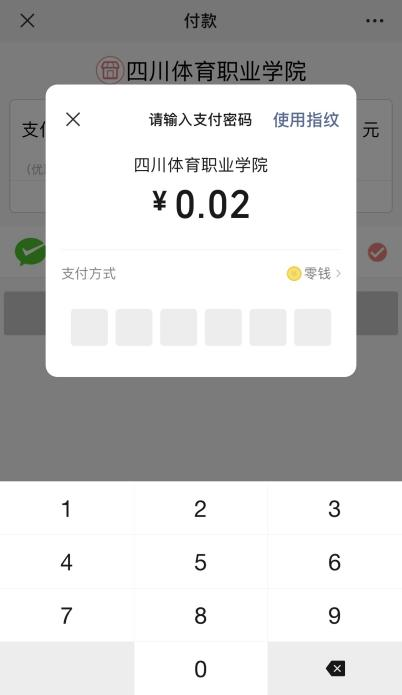 付款
四川体育职业学院
元
请输入支付密码 使用指纹
四川体育职业学院
¥0.02
支付方式 零钱
1 2 3
4 5 6
7 8 9
0